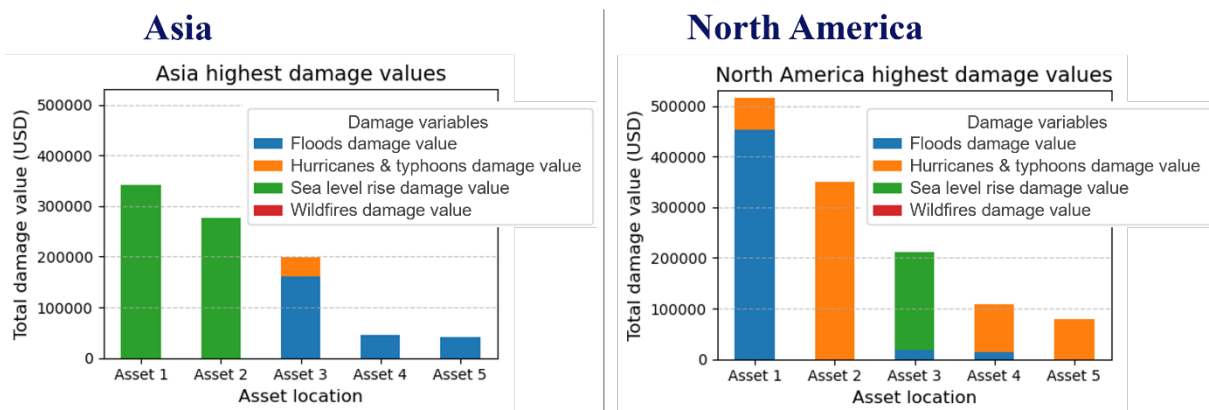 Asia
Asia highest damage values
Total damage value (USD)
500000
400000
300000
200000
100000
0
Damage variables
Floods damage value
Hurricanes & typhoons damage value
Sea level rise damage value
Wildfires damage value
Asset 1 Asset 2 Asset 3 Asset 4 Asset 5
Asset location
North America
North America highest damage values
Total damage value (USD)
500000
400000
300000
200000
100000
0
Damage variables
Floods damage value
Hurricanes & typhoons damage value
Sea level rise damage value
Wildfires damage value
Asset 1 Asset 2 Asset 3 Asset 4 Asset 5
Asset location